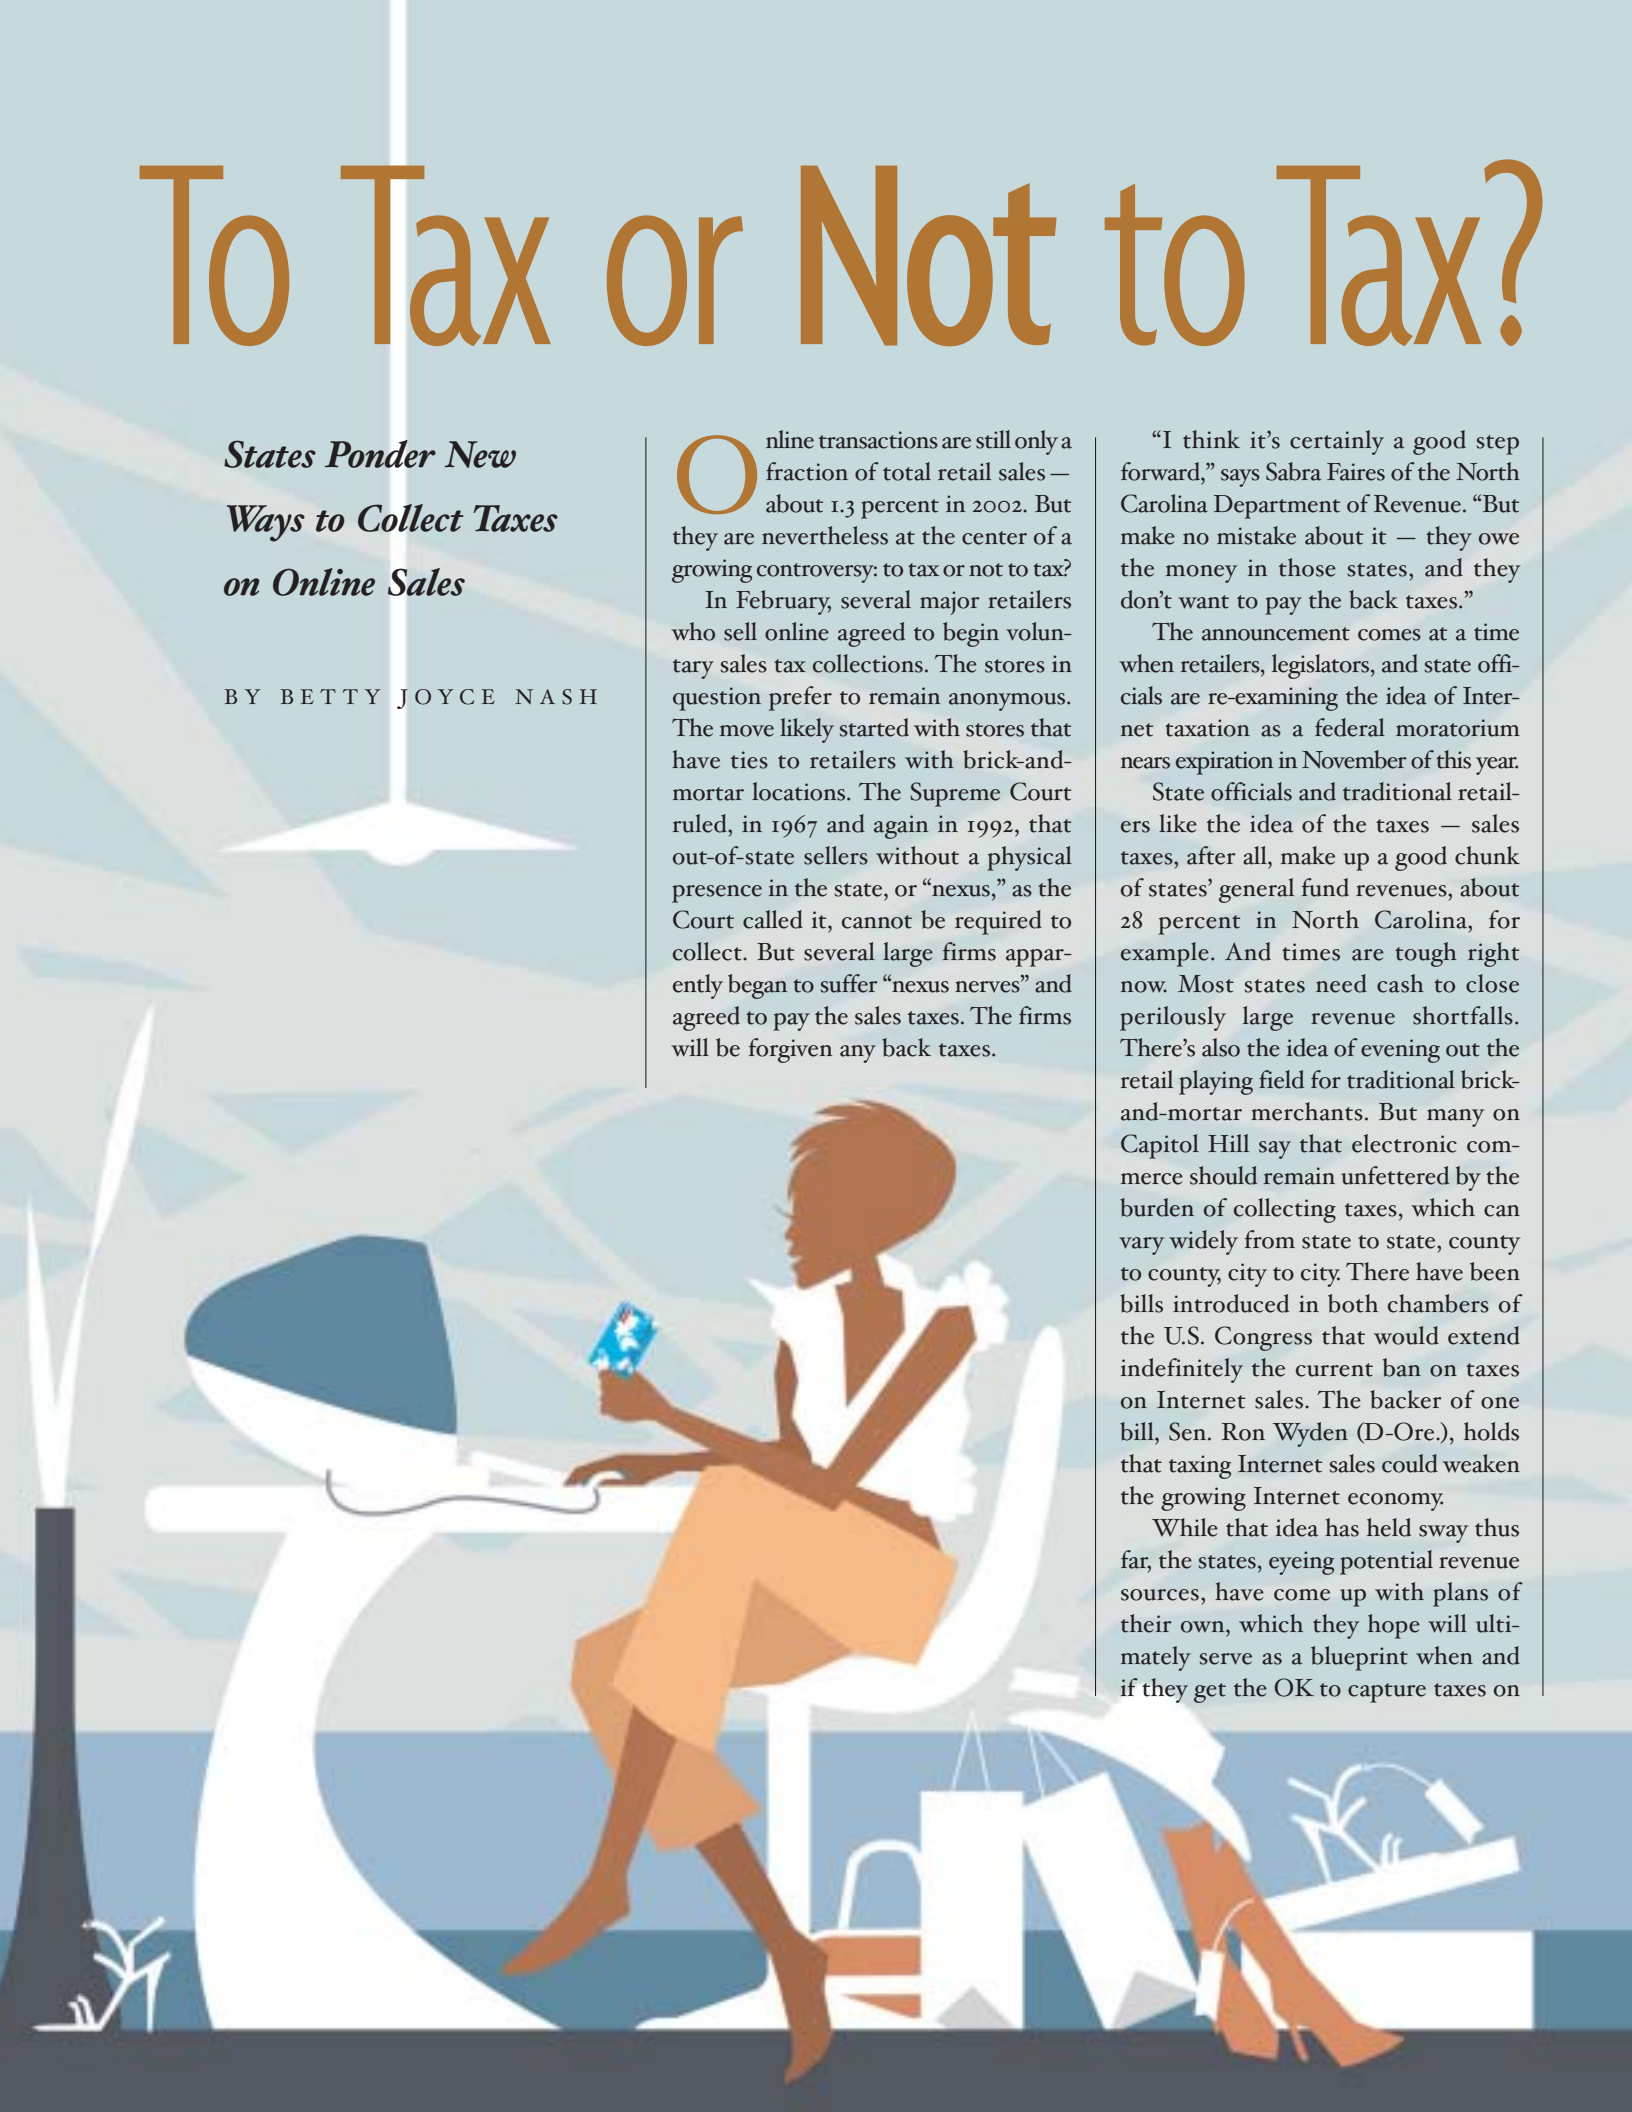 To Tax or Not to Tax?
States Ponder New
Ways to Collect Taxes
on Online Sales
BY BETTY JOYCE NASH
Online transactions are still only a
fraction of total retail sales —
about 1.3 percent in 2002. But
they are nevertheless at the center of a
growing controversy: to tax or not to tax?
In February, several major retailers
who sell online agreed to begin volun-
tary sales tax collections. The stores in
question prefer to remain anonymous.
The move likely started with stores that
have ties to retailers with brick-and-
mortar locations. The Supreme Court
ruled, in 1967 and again in 1992, that
out-of-state sellers without a physical
presence in the state, or “nexus,” as the
Court called it, cannot be required to
collect. But several large firms appar-
ently began to suffer “nexus nerves” and
agreed to pay the sales taxes. The firms
will be forgiven any back taxes.
“I think it’s certainly a good step
forward,” says Sabra Faires of the North
Carolina Department of Revenue. “But
make no mistake about it — they owe
the money in those states, and they
don’t want to pay the back taxes.”
The announcement comes at a time
when retailers, legislators, and state offi-
cials are re-examining the idea of Inter-
net taxation as a federal moratorium
nears expiration in November of this year.
State officials and traditional retail-
ers like the idea of the taxes — sales
taxes, after all, make up a good chunk
of states’ general fund revenues, about
28 percent in North Carolina, for
example. And times are tough right
now. Most states need cash to close
perilously large revenue shortfalls.
There’s also the idea of evening out the
retail playing field for traditional brick-
and-mortar merchants. But many on
Capitol Hill say that electronic com-
merce should remain unfettered by the
burden of collecting taxes, which can
vary widely from state to state, county
to county, city to city. There have been
bills introduced in both chambers of
the U.S. Congress that would extend
indefinitely the current ban on taxes
on Internet sales. The backer of one
bill, Sen. Ron Wyden (D-Ore.), holds
that taxing Internet sales could weaken
the growing Internet economy.
While that idea has held sway thus
far, the states, eyeing potential revenue
sources, have come up with plans of
their own, which they hope will ulti-
mately serve as a blueprint when and
if they get the OK to capture taxes on